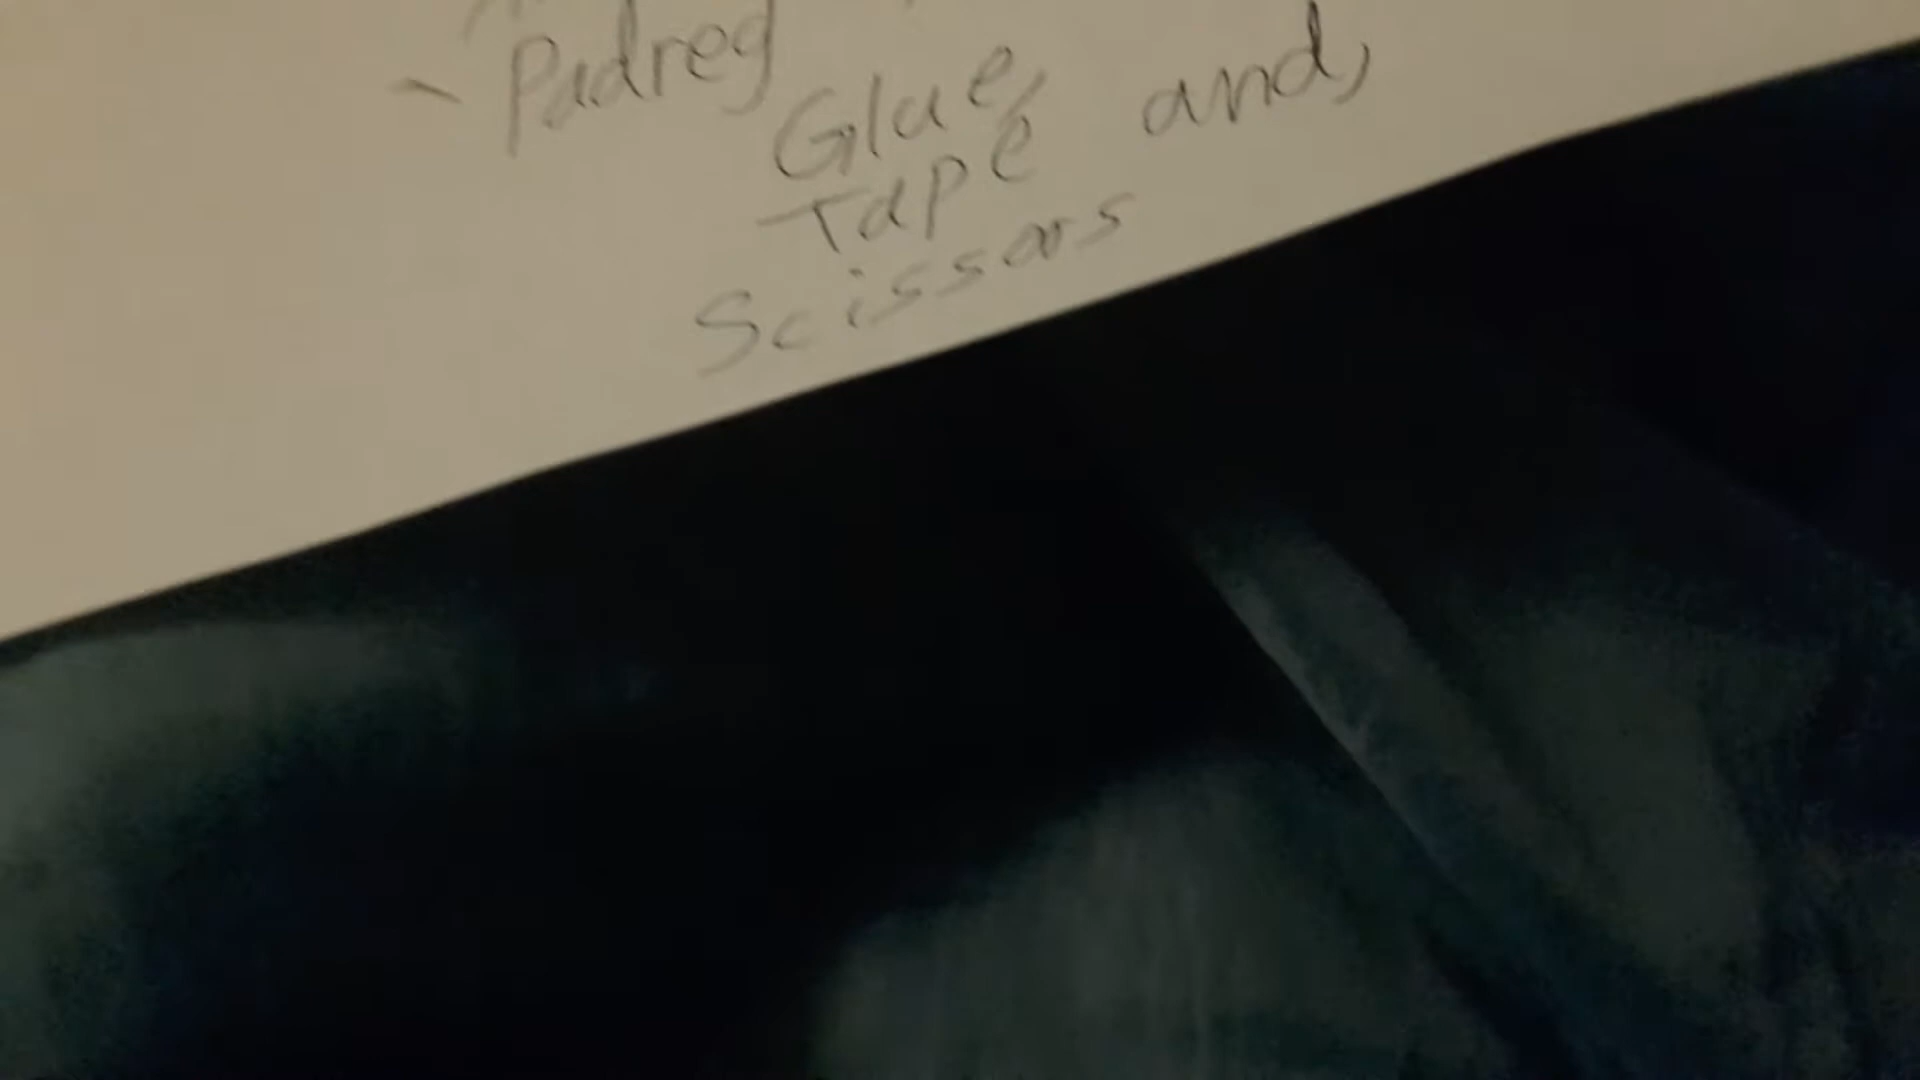 - Padreg
Glue, and,
Tape
Scissors